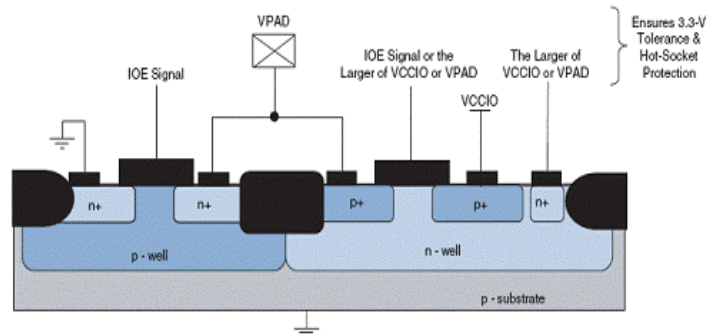 VPAD
Ensures 3.3-V
Tolerance &
Hot-Socket
Protection
IOE Signal
IOE Signal or the
Larger of VCCIO or VPAD
The Larger of
VCCIO or VPAD
VCCIO
n+
n+
p+
p+
n+
p - well
n - well
p - substrate